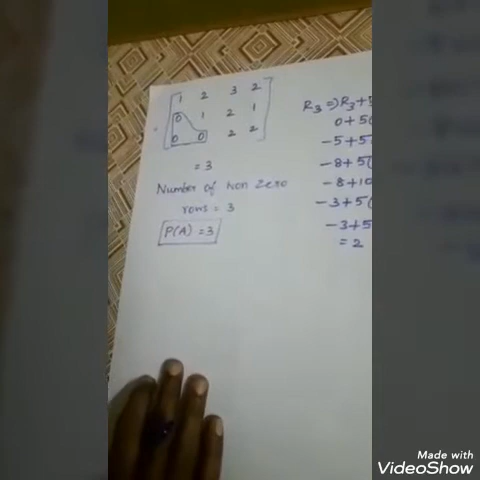 1 2 3 2
0 1 2 1
0 0 2 2
= 3
Number of Non Zero
rows = 3
P(A) = 3
R3 => R3 + 5
0 + 5(
-5 + 5
-8 + 5(
-8 + 10
-3 + 5(
-3 + 5
= 2
Made with
VideoShow